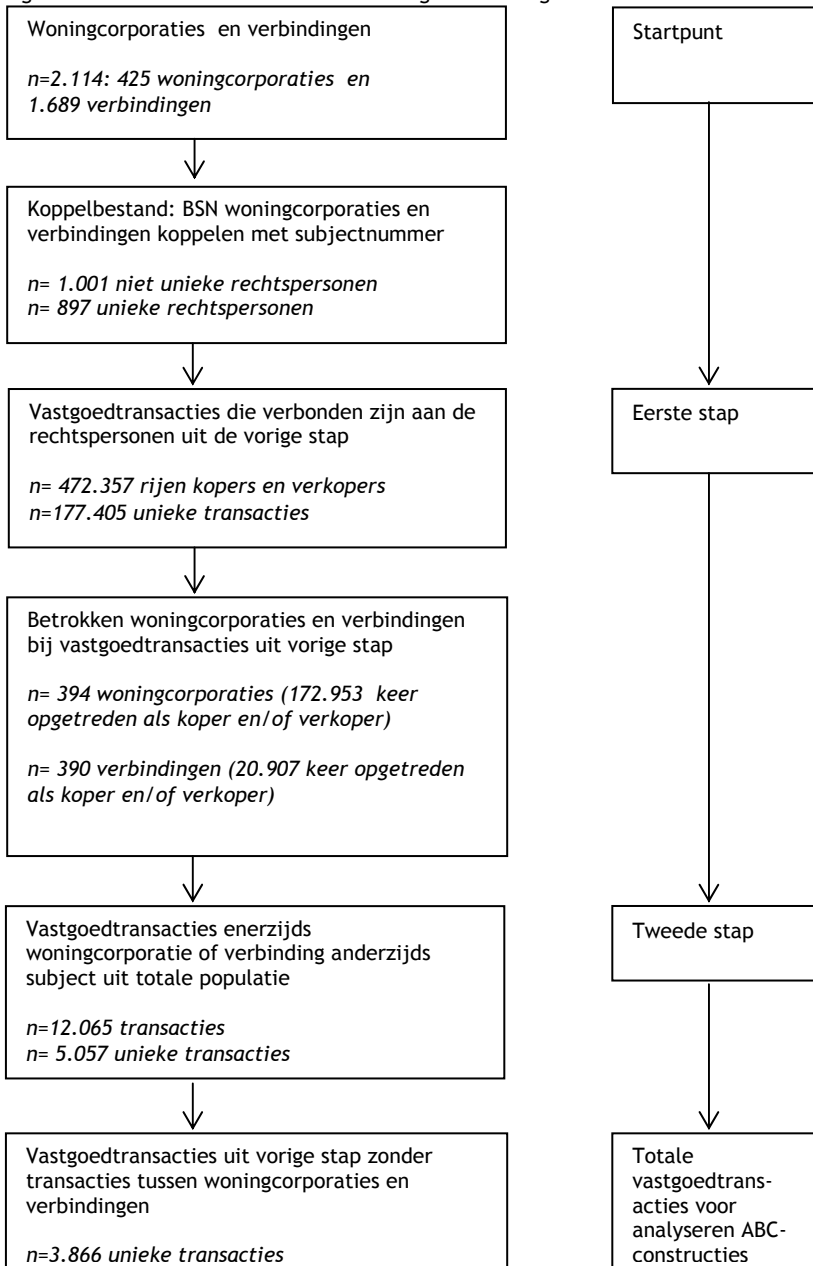 Woningcorporaties en verbindingen
n=2.114: 425 woningcorporaties en
1.689 verbindingen
Startpunt
Koppelbestand: BSN woningcorporaties en
verbindingen koppelen met subjectnummer
n= 1.001 niet unieke rechtspersonen
n= 897 unieke rechtspersonen
Vastgoedtransacties die verbonden zijn aan de
rechtspersonen uit de vorige stap
n= 472.357 rijen kopers en verkopers
n=177.405 unieke transacties
Eerste stap
Betrokken woningcorporaties en verbindingen
bij vastgoedtransacties uit vorige stap
n= 394 woningcorporaties (172.953 keer
opgetreden als koper en/of verkoper)
n= 390 verbindingen (20.907 keer opgetreden
als koper en/of verkoper)
Vastgoedtransacties enerzijds
woningcorporatie of verbinding anderzijds
subject uit totale populatie
n=12.065 transacties
n= 5.057 unieke transacties
Tweede stap
Vastgoedtransacties uit vorige stap zonder
transacties tussen woningcorporaties en
verbindingen
n=3.866 unieke transacties
Totale
vastgoedtrans-
acties voor
analyseren ABC-
constructies